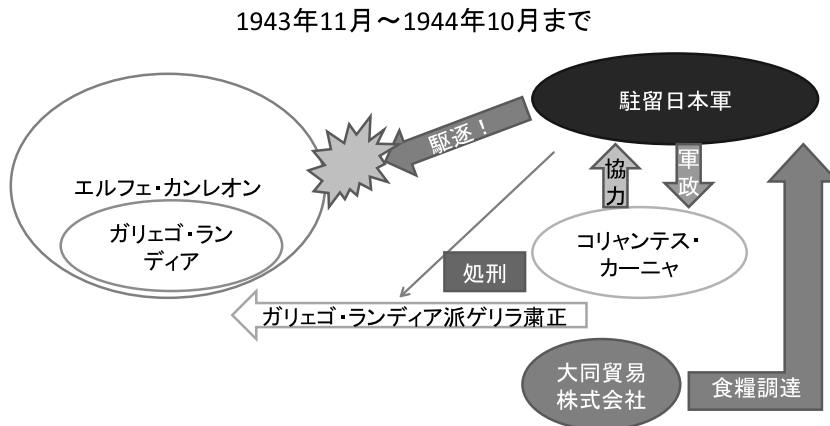 1943年11月～1944年10月まで
駐留日本軍
駆逐！
協力
軍政
エルフェ・カンレオン
ガリェゴ・ラン
ディア
コリャンテス・
カーニャ
処刑
ガリェゴ・ランディア派ゲリラ粛正
大同貿易
株式会社
食糧調達